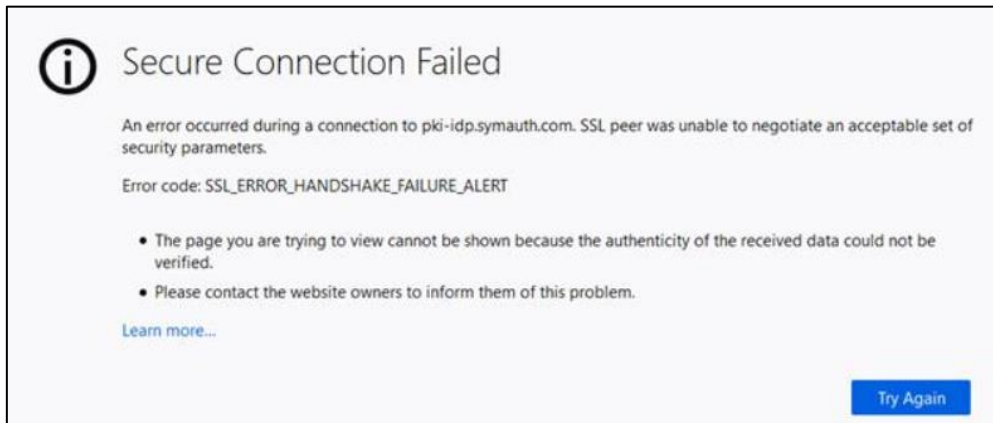 Secure Connection Failed
An error occurred during a connection to pki-idp.symauth.com. SSL peer was unable to negotiate an acceptable set of
security parameters.
Error code: SSL_ERROR_HANDSHAKE_FAILURE_ALERT
• The page you are trying to view cannot be shown because the authenticity of the received data could not be
verified.
• Please contact the website owners to inform them of this problem.
Learn more...
Try Again